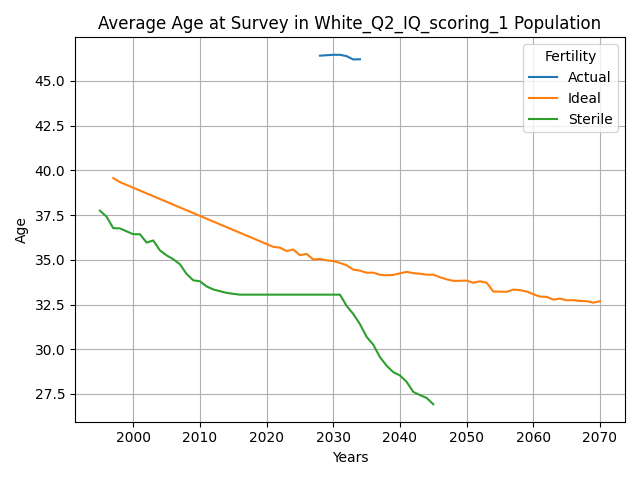 Average Age at Survey in White_Q2_IQ_scoring_1 Population
Fertility
Actual
Ideal
Sterile
Age
45.0
42.5
40.0
37.5
35.0
32.5
30.0
27.5
2000
2010
2020
2030
2040
2050
2060
2070
Years